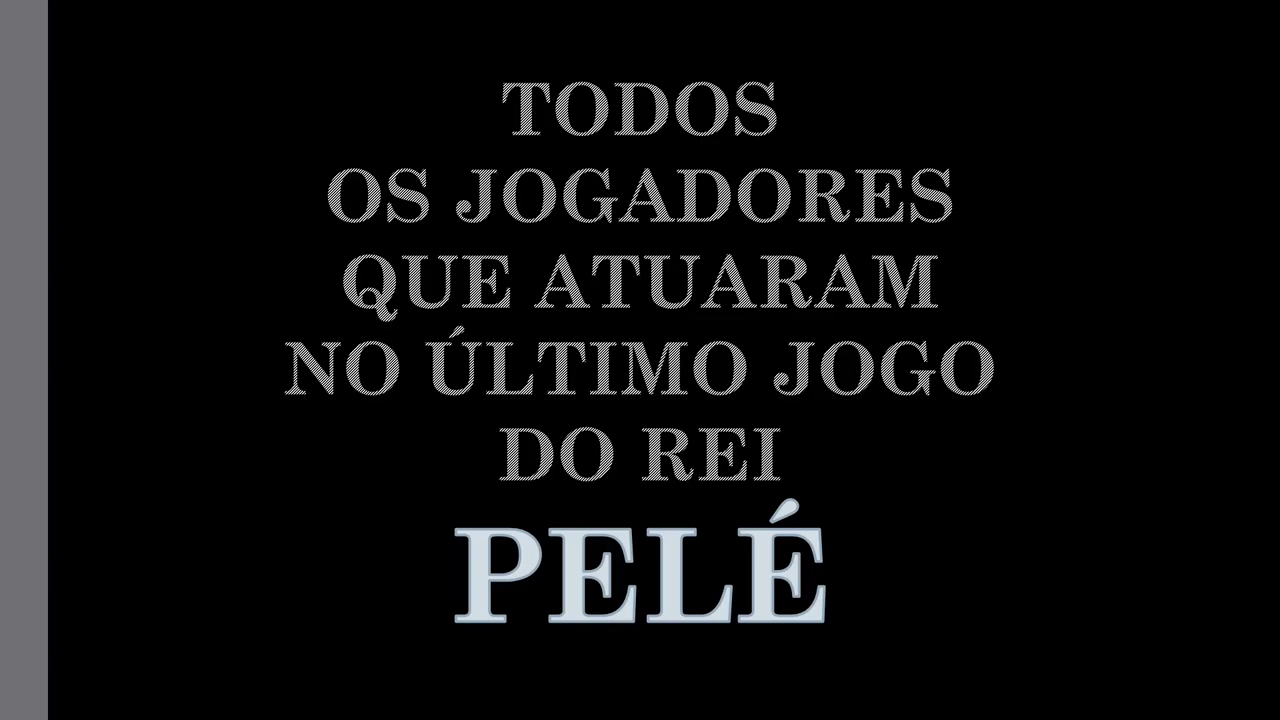 TODOS
OS JOGADORES
QUE ATUARAM
NO ÚLTIMO JOGO
DO REI
PELÉ